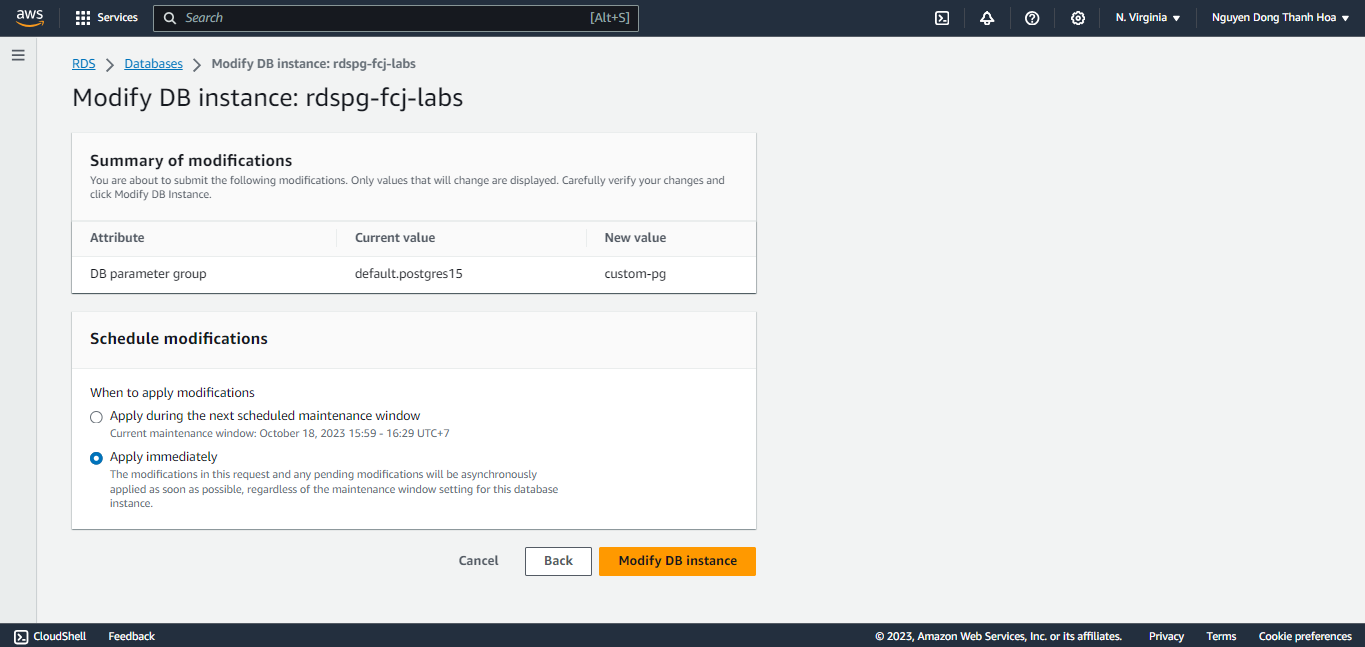 aws Services Search [Alt+S] N. Virginia Nguyen Dong Thanh Hoa
RDS Databases Modify DB instance: rdspg-fcj-labs
Modify DB instance: rdspg-fcj-labs
Summary of modifications
You are about to submit the following modifications. Only values that will change are displayed. Carefully verify your changes and
click Modify DB Instance.
Attribute Current value New value
DB parameter group default.postgres15 custom-pg
Schedule modifications
When to apply modifications
Apply during the next scheduled maintenance window
Current maintenance window: October 18, 2023 15:59 - 16:29 UTC+7
Apply immediately
The modifications in this request and any pending modifications will be asynchronously
applied as soon as possible, regardless of the maintenance window setting for this database
instance.
Cancel Back Modify DB instance
CloudShell Feedback © 2023, Amazon Web Services, Inc. or its affiliates. Privacy Terms Cookie preferences